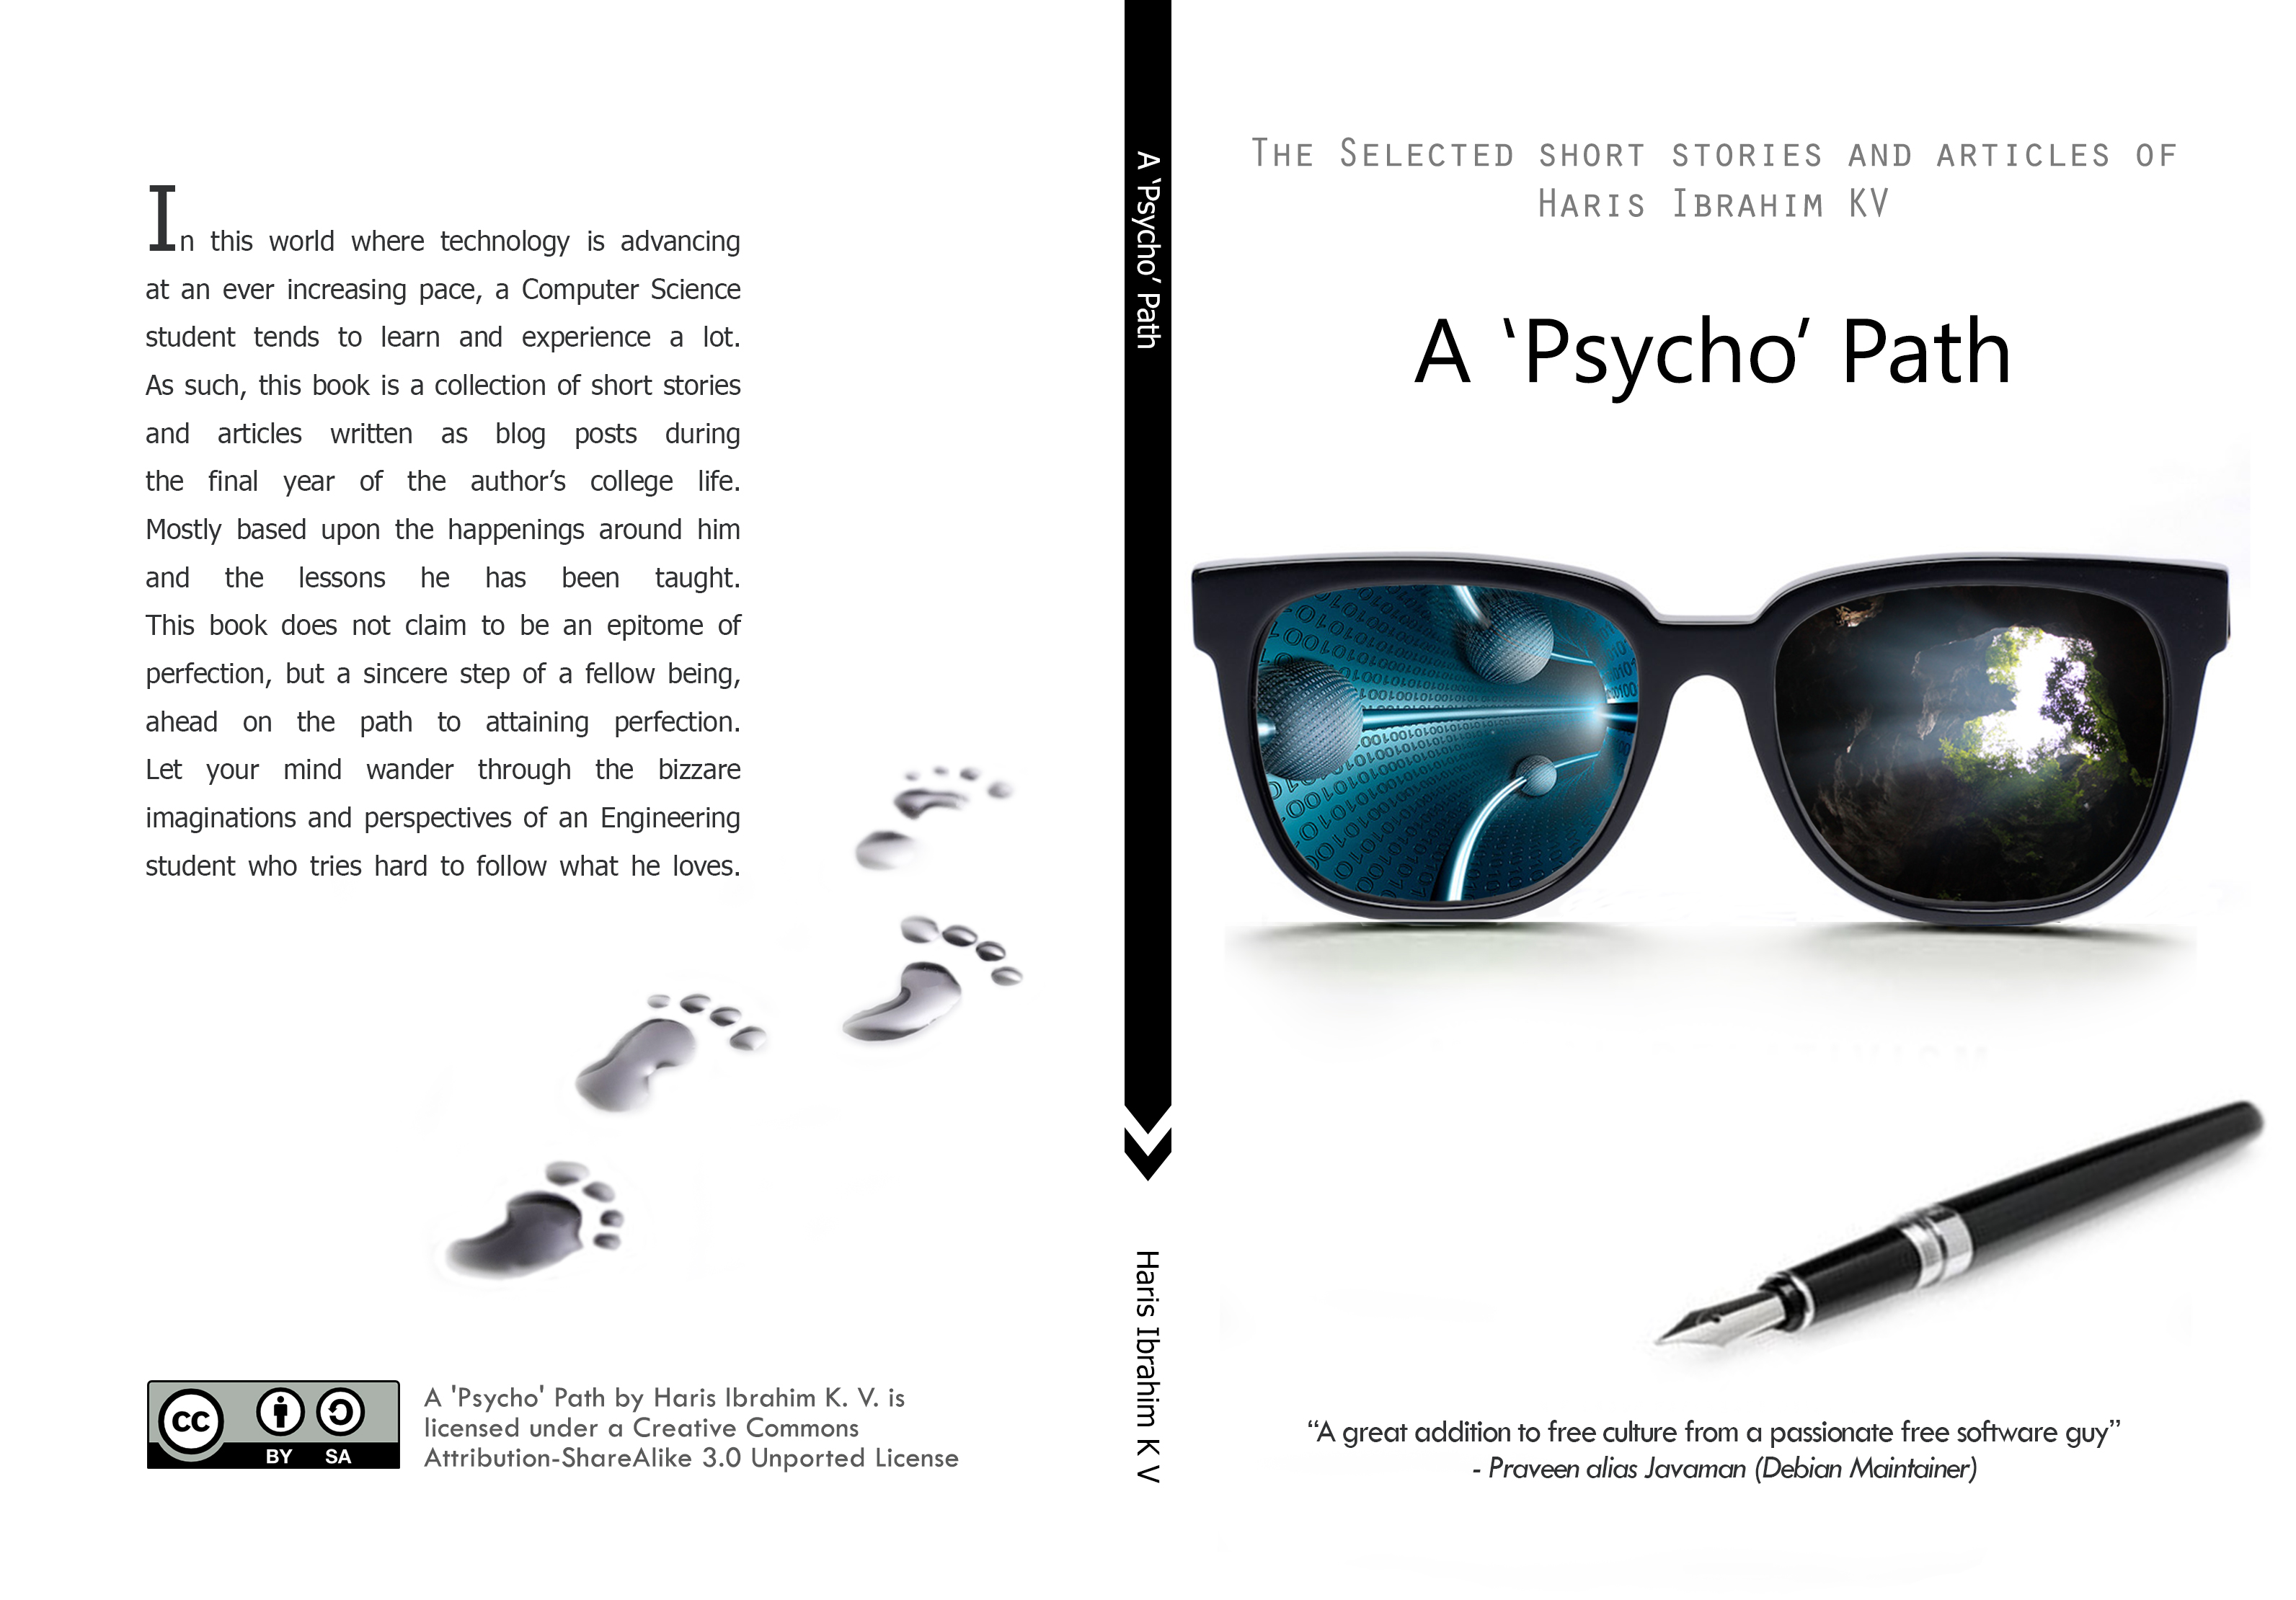 In this world where technology is advancing
at an ever increasing pace, a Computer Science
student tends to learn and experience a lot.
As such, this book is a collection of short stories
and articles written as blog posts during
the final year of the author’s college life.
Mostly based upon the happenings around him
and the lessons he has been taught.
This book does not claim to be an epitome of
perfection, but a sincere step of a fellow being,
ahead on the path to attaining perfection.
Let your mind wander through the bizzare
imaginations and perspectives of an Engineering
student who tries hard to follow what he loves.
cc
BY SA
A 'Psycho' Path by Haris Ibrahim K. V. is
licensed under a Creative Commons
Attribution-ShareAlike 3.0 Unported License
A ‘Psycho’ Path
Haris Ibrahim K V
The Selected short stories and articles of
Haris Ibrahim KV
A ‘Psycho’ Path
“A great addition to free culture from a passionate free software guy”
- Praveen alias Javaman (Debian Maintainer)